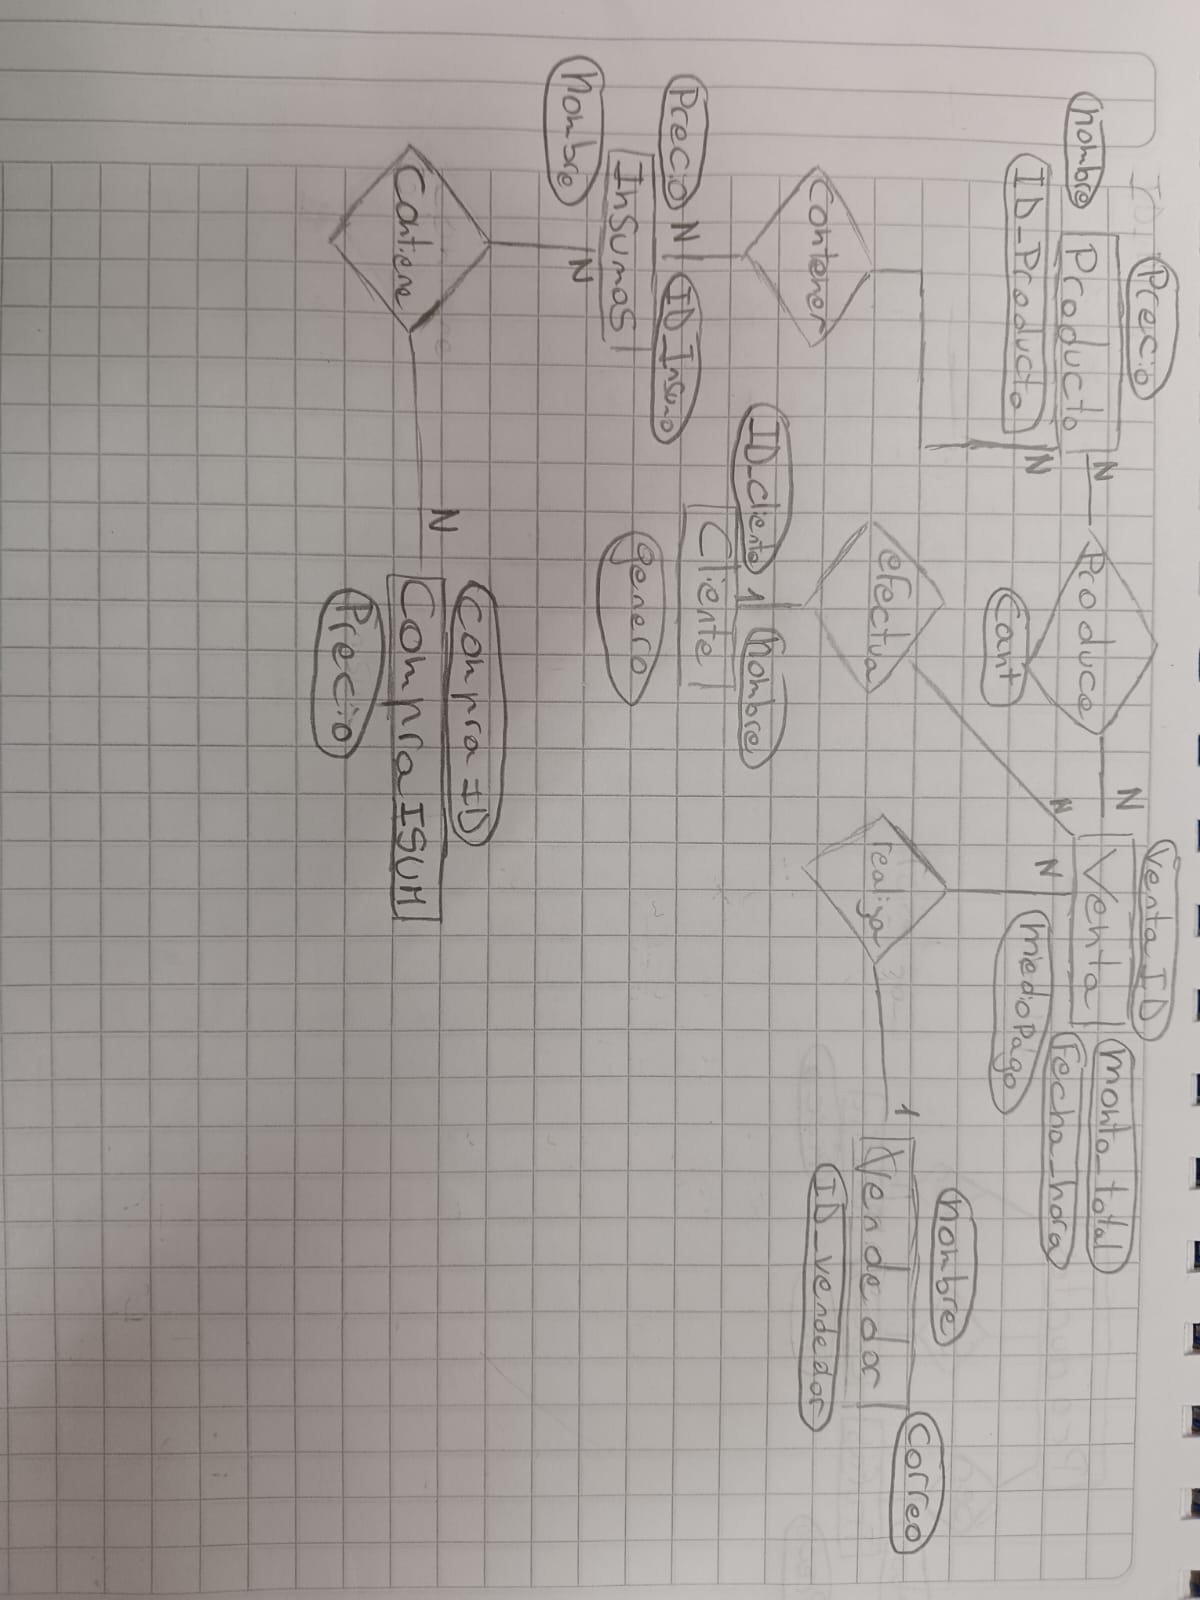 Precio
nombre
Producto
ID_Producto
N
Produce
Cant
N
Venta ID
Venta
monto_total
Fecha_hora
medioPago
N
N
N
efectua
realiza
1
nombre
Correo
Vendedor
ID_vendedor
Contener
ID_cliente
1
nombre
Cliente
genero
Precio
N
ID_Insumo
Insumos
nombre
N
Contiene
N
Compra ID
Compra ISUM
Precio